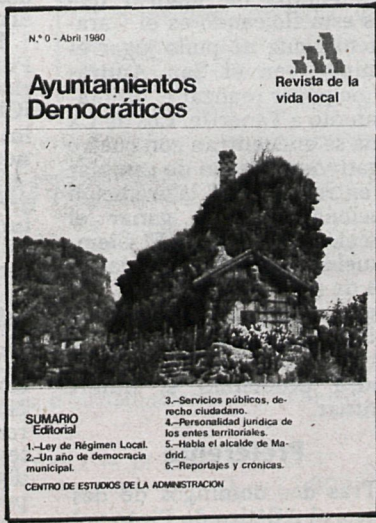 N.º 0 - Abril 1980
Ayuntamientos
Democráticos
Revista de la
vida local
SUMARIO
Editorial
1.–Ley de Régimen Local.
2.–Un año de democracia
municipal.
3.–Servicios públicos, de-
recho ciudadano.
4.–Personalidad jurídica de
los entes territoriales.
5.–Habla el alcalde de Ma-
drid.
6.–Reportajes y crónicas.
CENTRO DE ESTUDIOS DE LA ADMINISTRACION